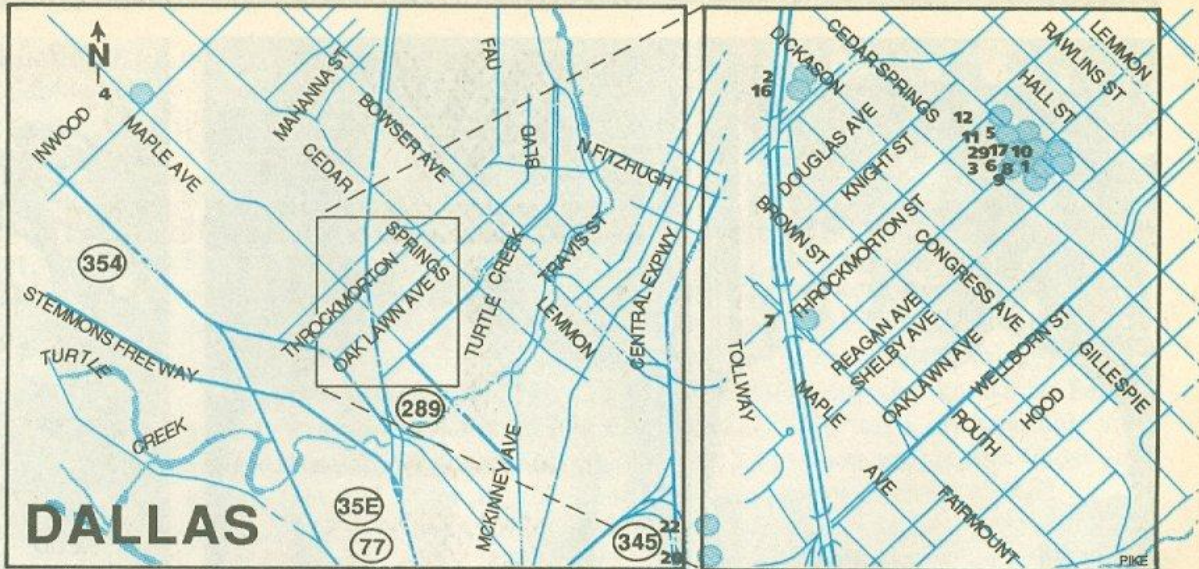 N
4
INWOOD
MAPLE AVE
MAHANNA ST
CEDAR
SPRINGS
BOWSER AVE
FAU
BLVD
N.FITZHUGH
354
STEMMONS FREEWAY
TURTLE
CREEK
THROCKMORTON
OAK LAWN AVE
TURTLE CREEK
TRAVIS ST
LEMMON
CENTRAL EXPWY
289
MCKINNEY AVE
35E
77
345
22
DALLAS
2
16
DICKASON
CEDAR SPRINGS
LEMMON
RAWLINS ST
HALL ST
12
11 5
29 17 10
3 6 8 1
9
DOUGLAS AVE
KNIGHT ST
BROWN ST
THROCKMORTON ST
CONGRESS AVE
7
TOLLWAY
REAGAN AVE
SHELBY AVE
OAKLAWN AVE
WELLBORN ST
GILLESPIE
MAPLE
AVE
ROUTH
HOOD
FAIRMOUNT
PIKE